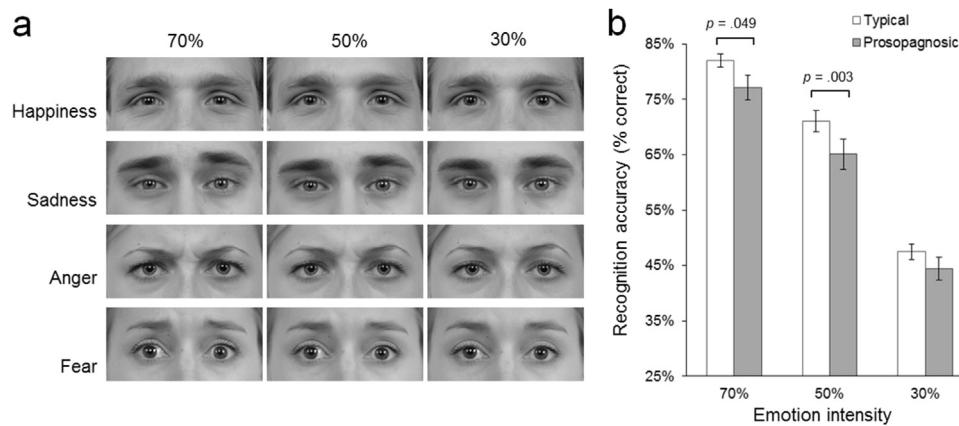 a
70% 50% 30%
Happiness
Sadness
Anger
Fear
b
Typical
Prosopagnosic
p = .049
p = .003
85%
75%
65%
55%
45%
35%
25%
Recognition accuracy (% correct)
70% 50% 30%
Emotion intensity